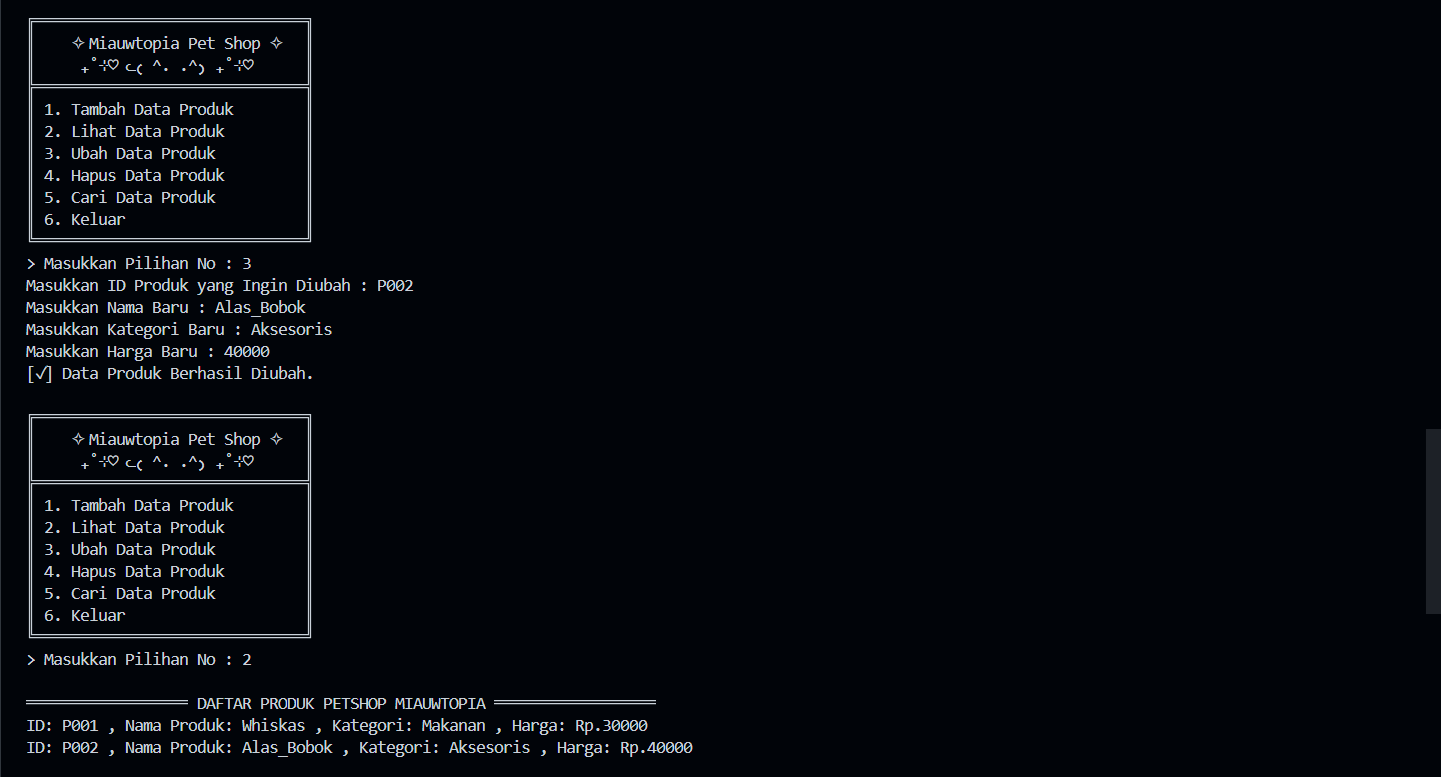 ✧ Miauwtopia Pet Shop ✧
₊˚⊹♡ ᓚ₍ ^. .^₎ ₊˚⊹♡
1. Tambah Data Produk
2. Lihat Data Produk
3. Ubah Data Produk
4. Hapus Data Produk
5. Cari Data Produk
6. Keluar
> Masukkan Pilihan No : 3
Masukkan ID Produk yang Ingin Diubah : P002
Masukkan Nama Baru : Alas_Bobok
Masukkan Kategori Baru : Aksesoris
Masukkan Harga Baru : 40000
[✓] Data Produk Berhasil Diubah.
✧ Miauwtopia Pet Shop ✧
₊˚⊹♡ ᓚ₍ ^. .^₎ ₊˚⊹♡
1. Tambah Data Produk
2. Lihat Data Produk
3. Ubah Data Produk
4. Hapus Data Produk
5. Cari Data Produk
6. Keluar
> Masukkan Pilihan No : 2
══════════════════ DAFTAR PRODUK PETSHOP MIAUWTOPIA ══════════════════
ID: P001 , Nama Produk: Whiskas , Kategori: Makanan , Harga: Rp.30000
ID: P002 , Nama Produk: Alas_Bobok , Kategori: Aksesoris , Harga: Rp.40000